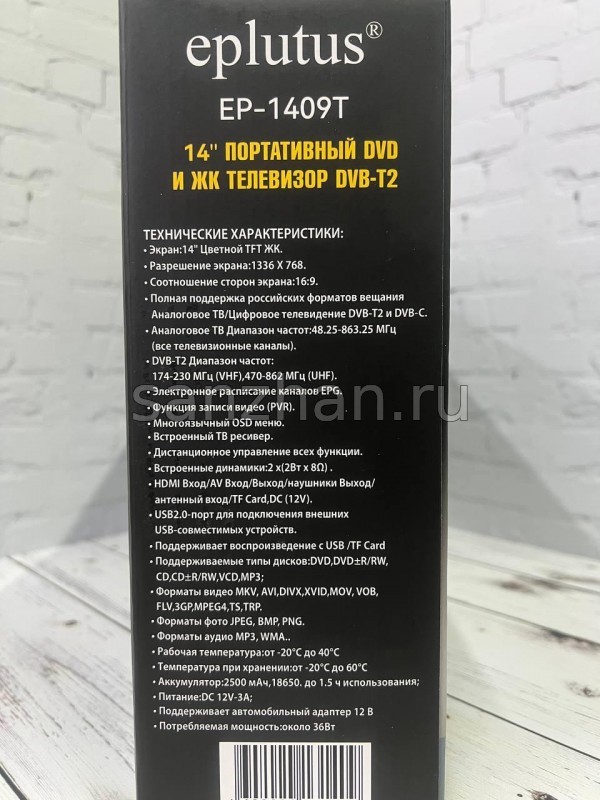 eplutus®
EP-1409T
14" ПОРТАТИВНЫЙ DVD
И ЖК ТЕЛЕВИЗОР DVB-T2
ТЕХНИЧЕСКИЕ ХАРАКТЕРИСТИКИ:
• Экран:14" Цветной TFT ЖК.
• Разрешение экрана:1336 X 768.
• Соотношение сторон экрана:16:9.
• Полная поддержка российских форматов вещания
Аналоговое ТВ/Цифровое телевидение DVB-T2 и DVB-C.
• Аналоговое ТВ Диапазон частот:48.25-863.25 МГц
(все телевизионные каналы).
• DVB-T2 Диапазон частот:
174-230 МГц (VHF),470-862 МГц (UHF).
• Электронное расписание каналов EPG.
sanzhan.ru
• Функция записи видео (PVR).
• Многоязычный OSD меню.
• Встроенный ТВ ресивер.
• Дистанционное управление всех функции.
• Встроенные динамики:2 x(2Вт x 8Ω) .
• HDMI Вход/AV Вход/Выход/наушники Выход/
антенный вход/TF Card,DC (12V).
• USB2.0-порт для подключения внешних
USB-совместимых устройств.
• Поддерживает воспроизведение с USB /TF Card
• Поддерживаемые типы дисков:DVD,DVD±R/RW,
CD,CD±R/RW,VCD,MP3;
• Форматы видео MKV, AVI,DIVX,XVID,MOV, VOB,
FLV,3GP,MPEG4,TS,TRP.
• Форматы фото JPEG, BMP, PNG.
• Форматы аудио MP3, WMA..
• Рабочая температура:от -20°C до 40°C
• Температура при хранении:от -20°C до 60°C
• Аккумулятор:2500 мАч,18650. до 1.5 ч использования;
• Питание:DC 12V-3A;
• Поддерживает автомобильный адаптер 12 В
• Потребляемая мощность:около 36Вт